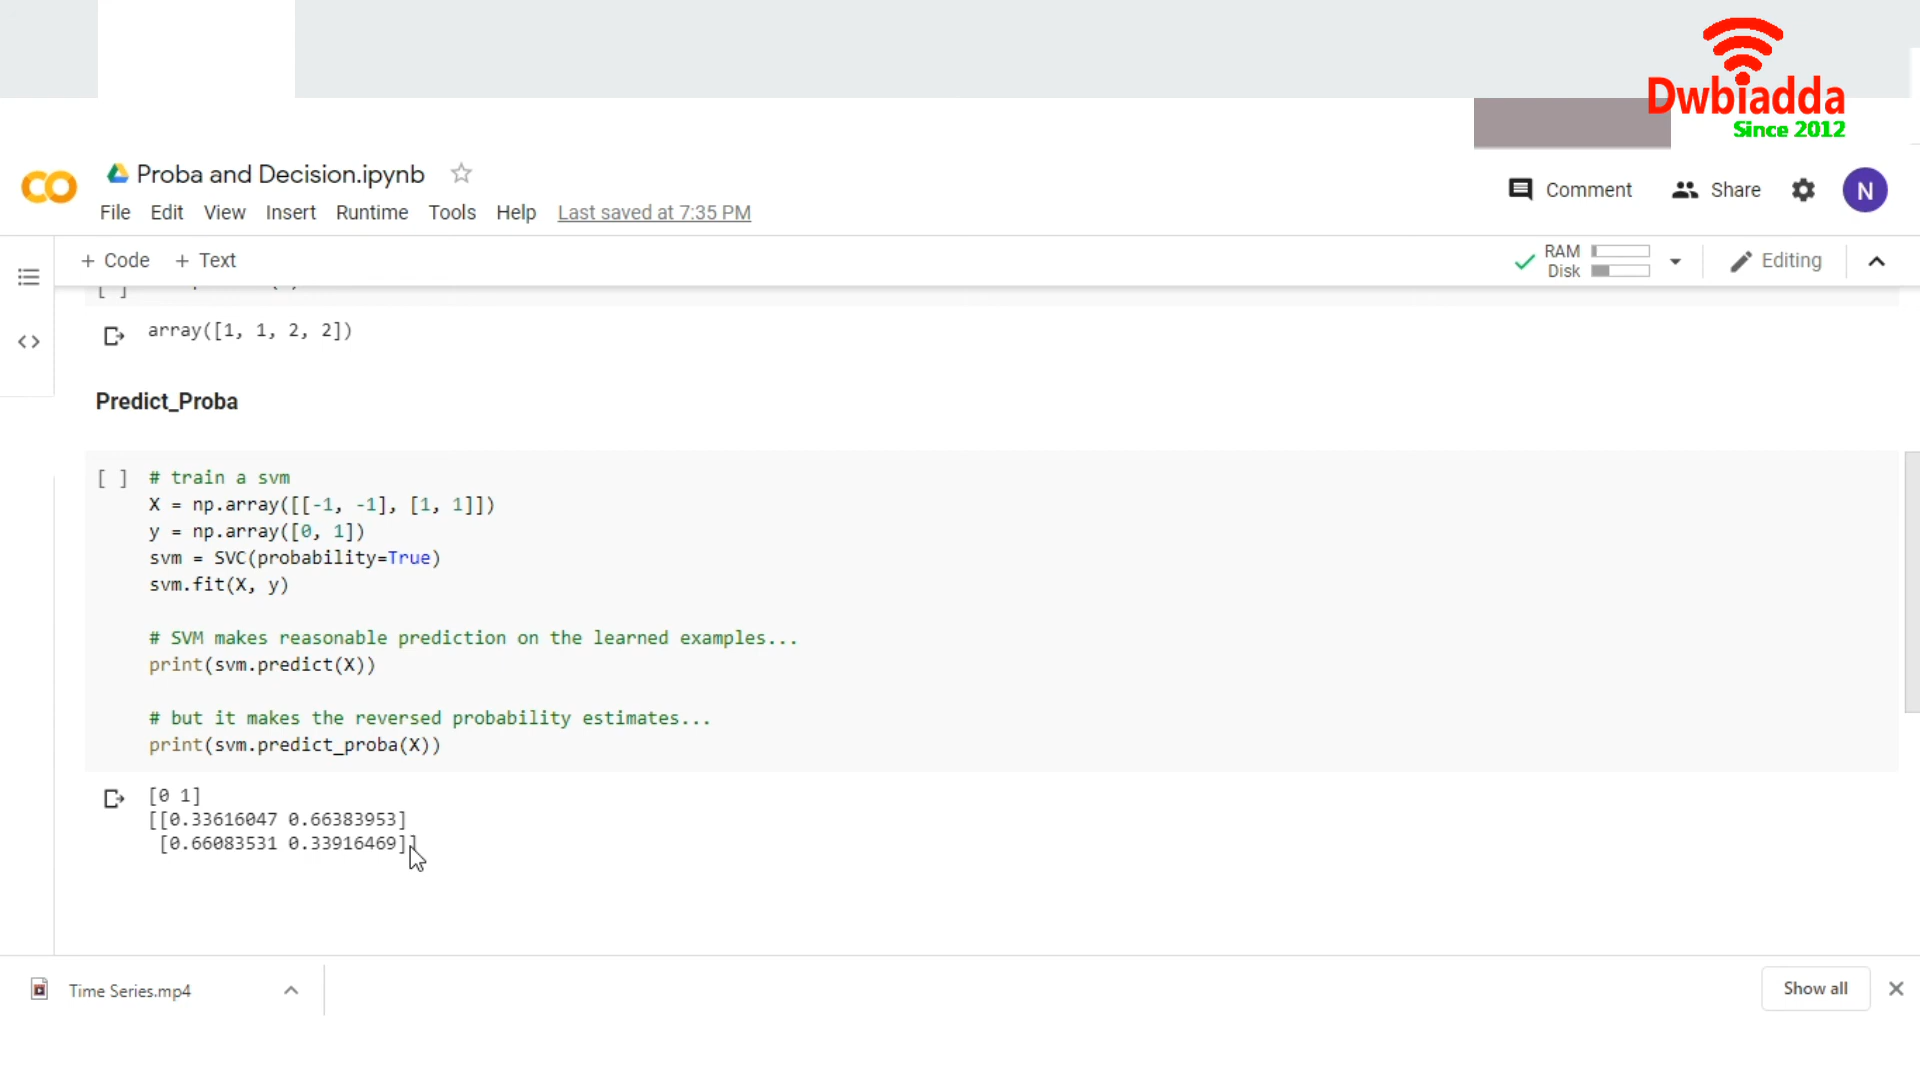 Dwbiadda
Since 2012
Proba and Decision.ipynb
Comment
Share
N
File Edit View Insert Runtime Tools Help Last saved at 7:35 PM
+ Code + Text
RAM
Disk
Editing
[ ]
array([1, 1, 2, 2])
Predict_Proba
[ ] # train a svm
X = np.array([[-1, -1], [1, 1]])
y = np.array([0, 1])
svm = SVC(probability=True)
svm.fit(X, y)
# SVM makes reasonable prediction on the learned examples...
print(svm.predict(X))
# but it makes the reversed probability estimates...
print(svm.predict_proba(X))
[0 1]
[[0.33616047 0.66383953]
[0.66083531 0.33916469]]
Time Series.mp4
Show all